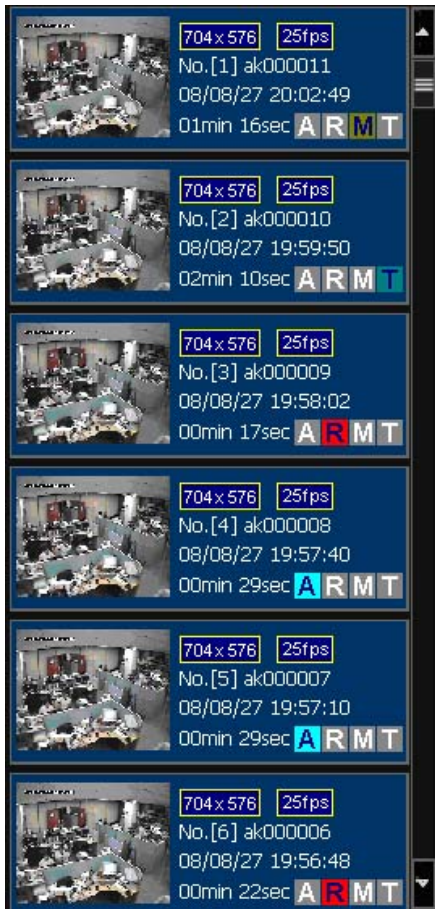 704x576 25fps
No.[1] ak000011
08/08/27 20:02:49
01min 16sec A R M T
704x576 25fps
No.[2] ak000010
08/08/27 19:59:50
02min 10sec A R M T
704x576 25fps
No.[3] ak000009
08/08/27 19:58:02
00min 17sec A R M T
704x576 25fps
No.[4] ak000008
08/08/27 19:57:40
00min 29sec A R M T
704x576 25fps
No.[5] ak000007
08/08/27 19:57:10
00min 29sec A R M T
704x576 25fps
No.[6] ak000006
08/08/27 19:56:48
00min 22sec A R M T